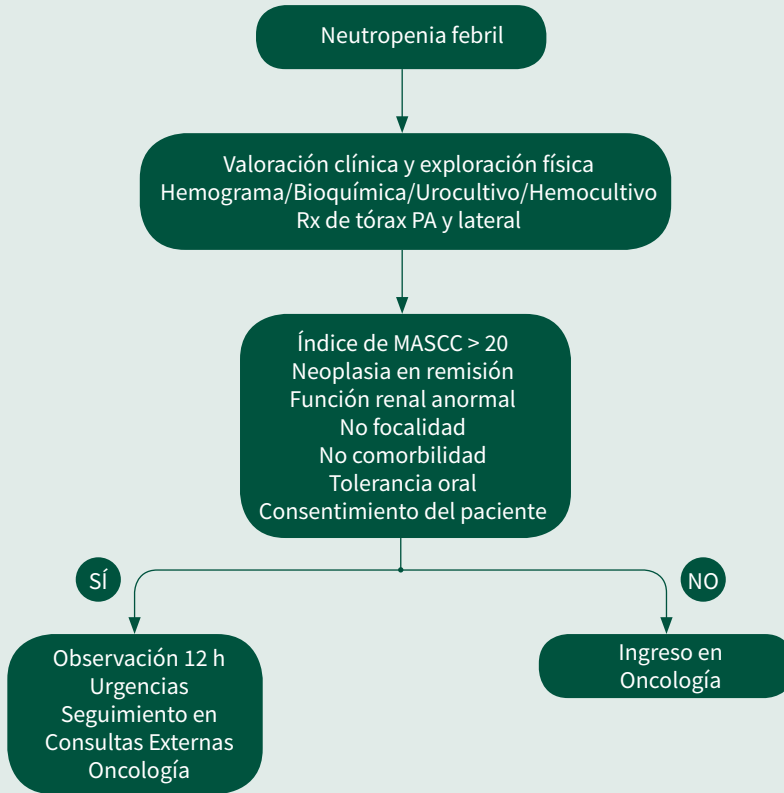 Neutropenia febril
Valoración clínica y exploración física
Hemograma/Bioquímica/Urocultivo/Hemocultivo
Rx de tórax PA y lateral
Índice de MASCC > 20
Neoplasia en remisión
Función renal anormal
No focalidad
No comorbilidad
Tolerancia oral
Consentimiento del paciente
SÍ
NO
Observación 12 h
Urgencias
Seguimiento en
Consultas Externas
Oncología
Ingreso en
Oncología